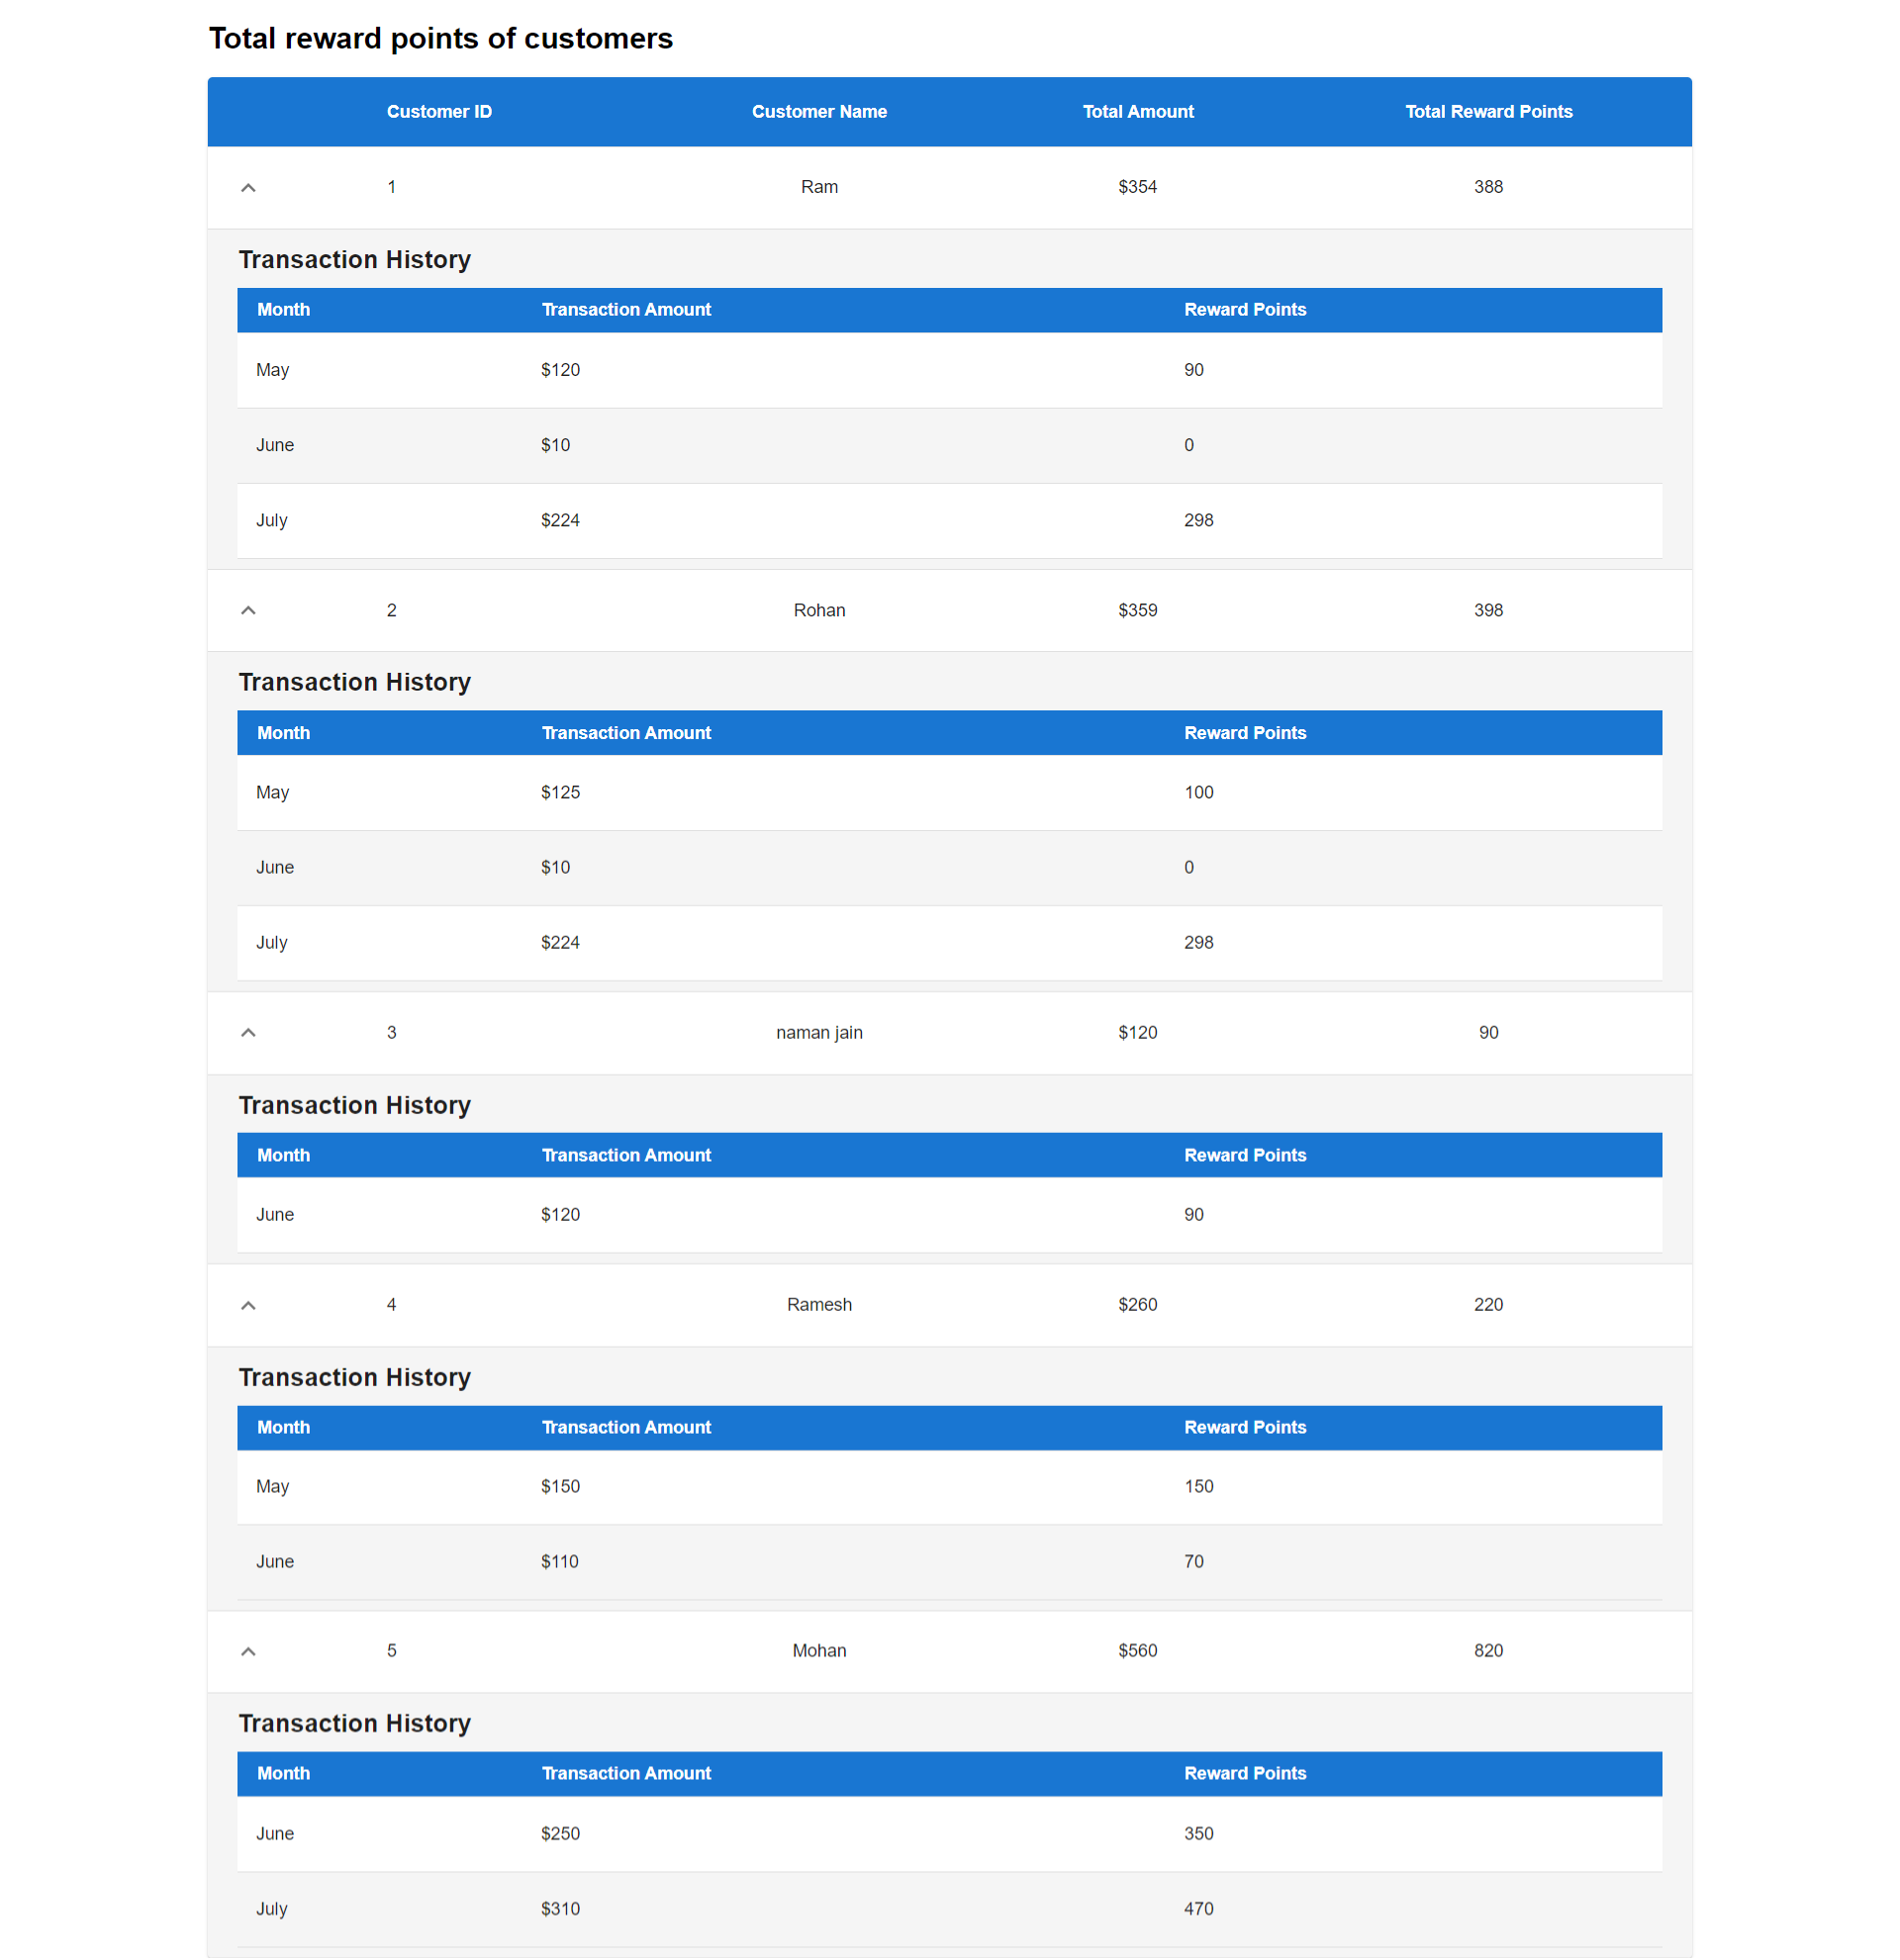 Total reward points of customers
Customer ID Customer Name Total Amount Total Reward Points
1 Ram $354 388
Transaction History
Month Transaction Amount Reward Points
May $120 90
June $10 0
July $224 298
2 Rohan $359 398
Transaction History
Month Transaction Amount Reward Points
May $125 100
June $10 0
July $224 298
3 naman jain $120 90
Transaction History
Month Transaction Amount Reward Points
June $120 90
4 Ramesh $260 220
Transaction History
Month Transaction Amount Reward Points
May $150 150
June $110 70
5 Mohan $560 820
Transaction History
Month Transaction Amount Reward Points
June $250 350
July $310 470